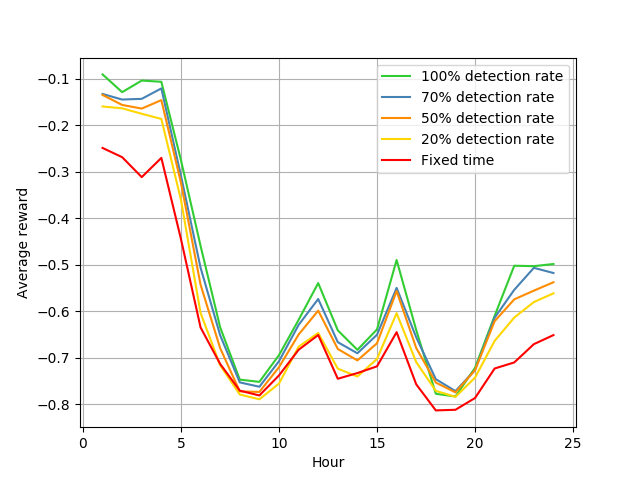 100% detection rate
70% detection rate
50% detection rate
20% detection rate
Fixed time
Average reward
−0.1
−0.2
−0.3
−0.4
−0.5
−0.6
−0.7
−0.8
0 5 10 15 20 25
Hour